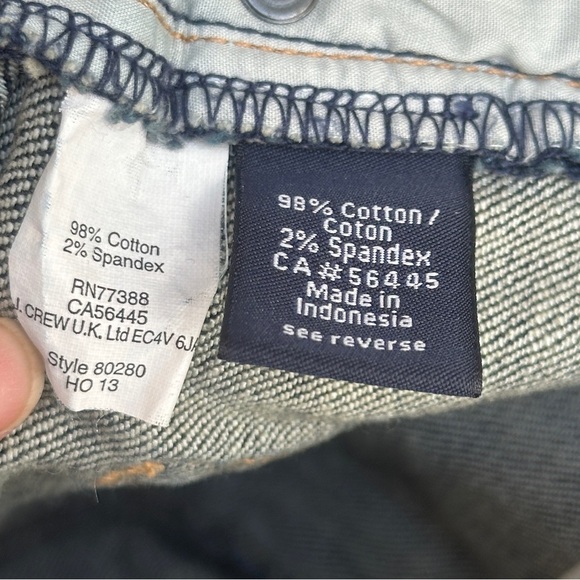 98% Cotton
2% Spandex
RN77388
CA56445
J. CREW U.K. Ltd EC4V 6J
Style 80280
HO 13
98% Cotton /
Coton
2% Spandex
CA # 56445
Made in
Indonesia
see reverse